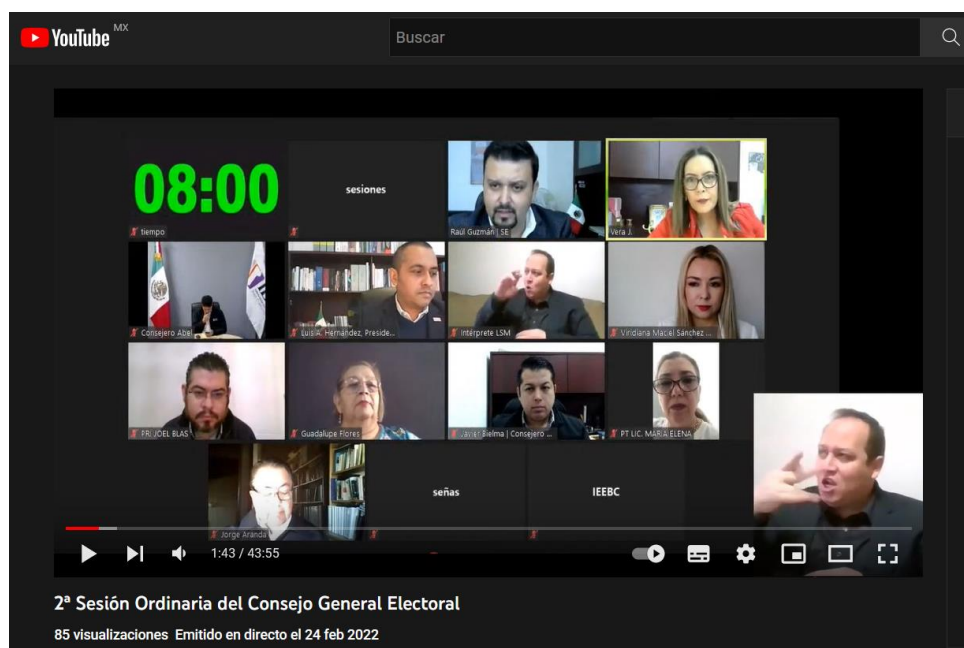 YouTube MX
Buscar
08:00
sesiones
tiempo
Raúl Guzmán | SE
Vera J.
Consejero Abel
Luis A. Hernández, Preside...
Intérprete LSM
Viridiana Maciel Sánchez ...
PRI JOEL BLAS
Guadalupe Flores
Javier Bielma | Consejero ...
PT LIC. MARIA ELENA
señas
IEEBC
Jorge Aranda
1:43 / 43:55
2ª Sesión Ordinaria del Consejo General Electoral
85 visualizaciones Emitido en directo el 24 feb 2022